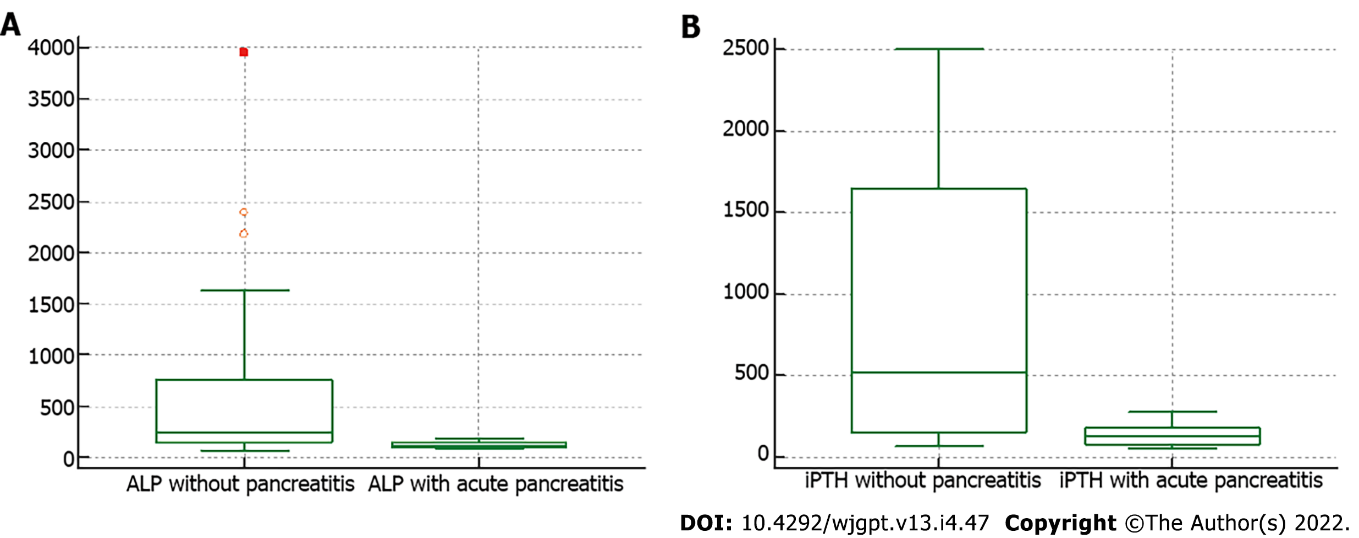 A
4000
3500
3000
2500
2000
1500
1000
500
0
ALP without pancreatitis
ALP with acute pancreatitis
B
2500
2000
1500
1000
500
0
iPTH without pancreatitis
iPTH with acute pancreatitis
DOI: 10.4292/wjgpt.v13.i4.47 Copyright ©The Author(s) 2022.